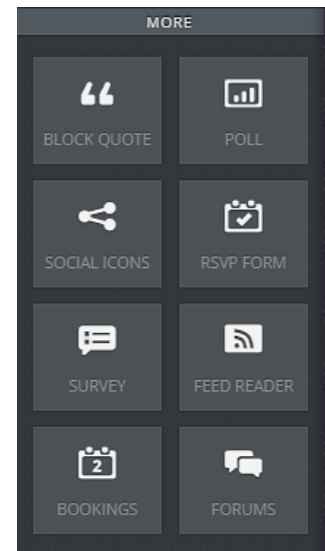 MORE
BLOCK QUOTE
POLL
SOCIAL ICONS
RSVP FORM
SURVEY
FEED READER
2
BOOKINGS
FORUMS